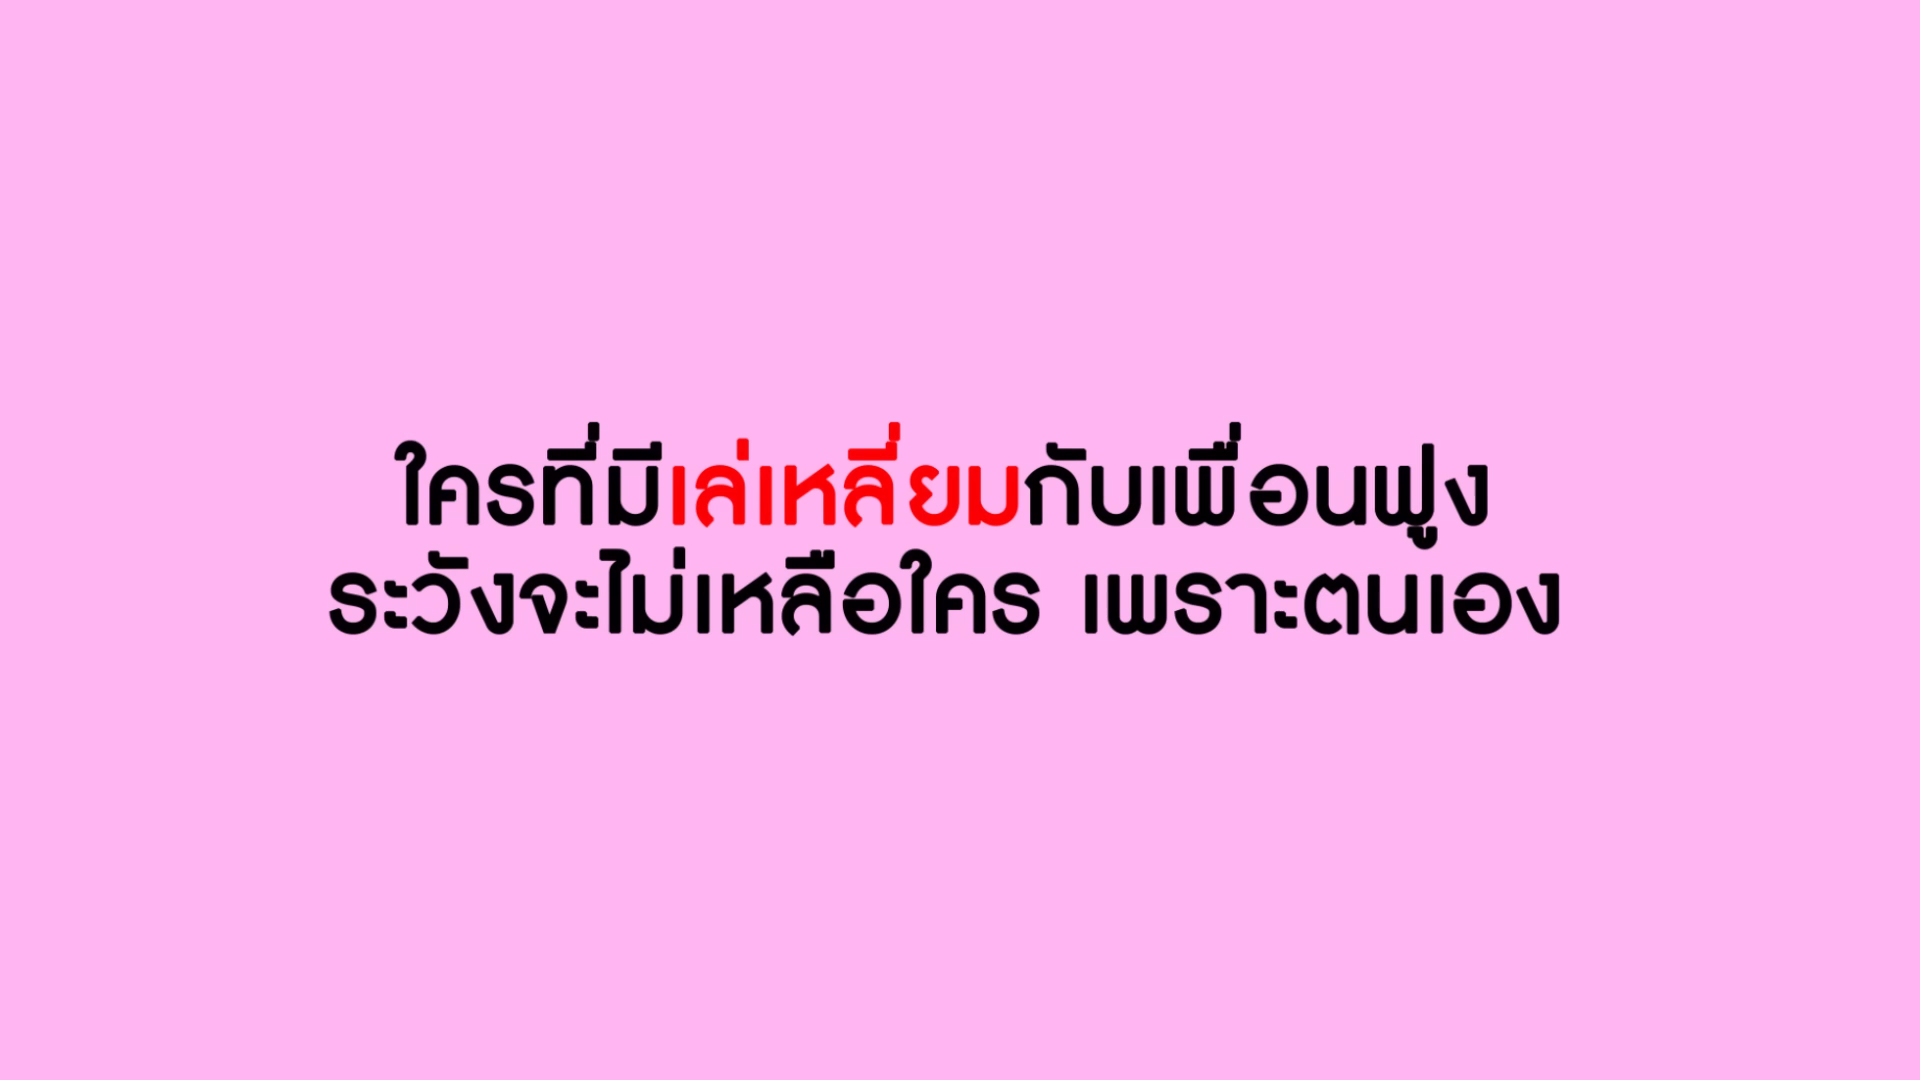 ใครที่มีเล่เหลี่ยมกับเพื่อนฟูง
ระวังจะไม่เหลือใคร เพราะตนเอง